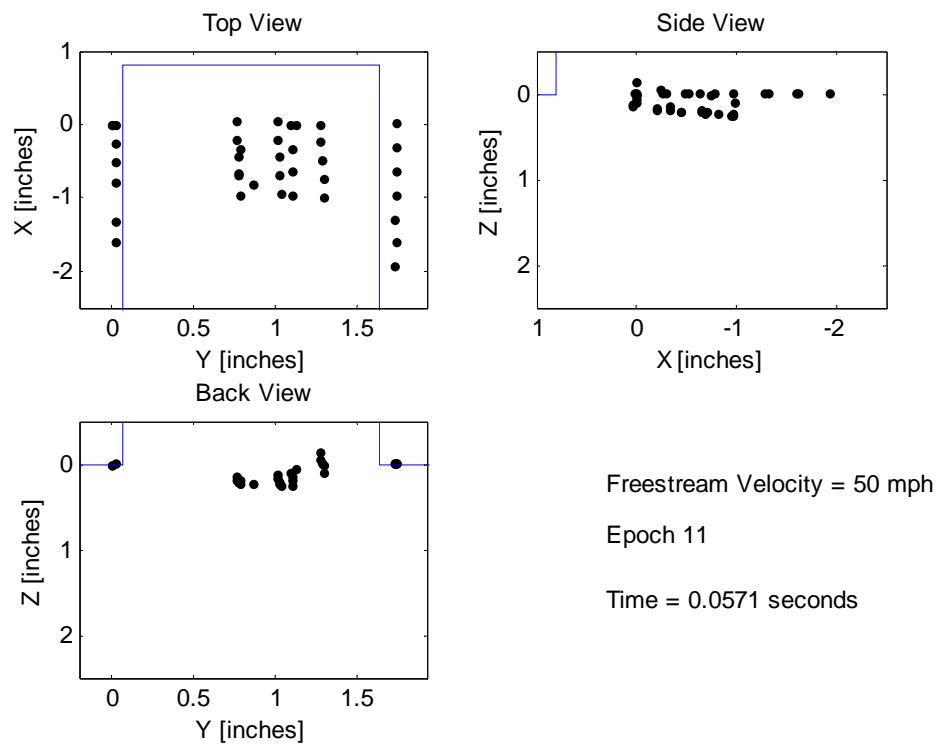 Top View
1
0
-1
-2
X [inches]
0 0.5 1 1.5
Y [inches]
Side View
0
1
2
Z [inches]
1 0 -1 -2
X [inches]
Back View
0
1
2
Z [inches]
0 0.5 1 1.5
Y [inches]
Freestream Velocity = 50 mph
Epoch 11
Time = 0.0571 seconds